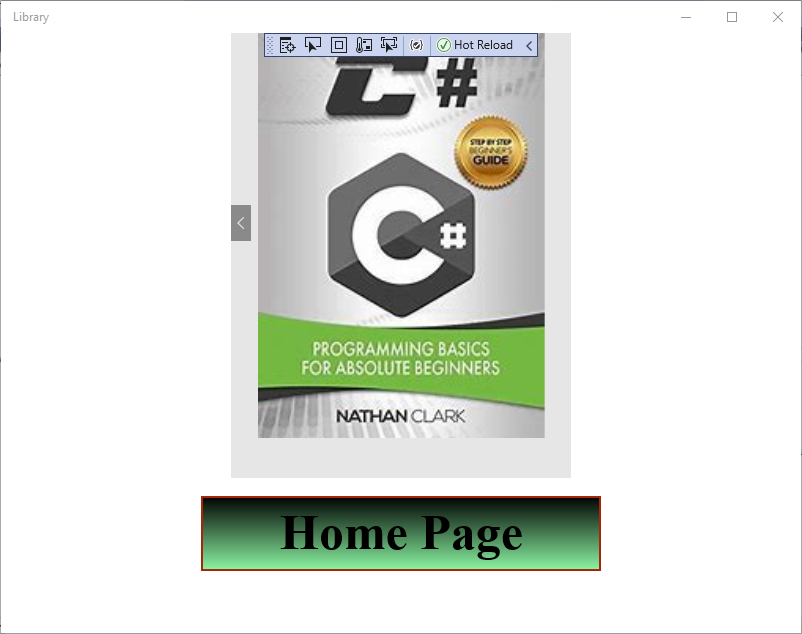 Library
Hot Reload
C#
STEP BY STEP
BEGINNER'S
GUIDE
C#
PROGRAMMING BASICS
FOR ABSOLUTE BEGINNERS
NATHAN CLARK
Home Page